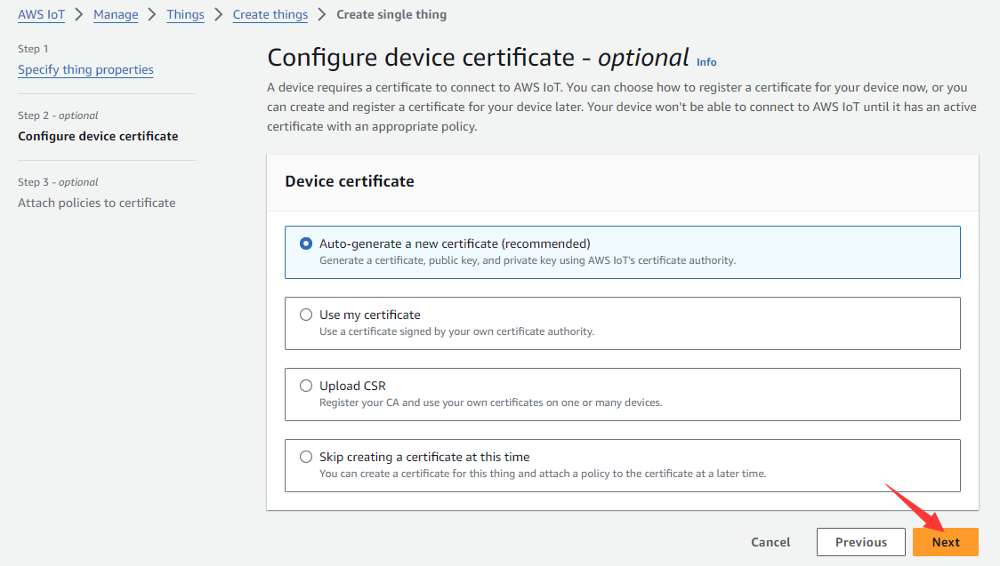 AWS IoT > Manage > Things > Create things > Create single thing
Step 1
Specify thing properties
Step 2 - optional
Configure device certificate
Step 3 - optional
Attach policies to certificate
Configure device certificate - optional Info
A device requires a certificate to connect to AWS IoT. You can choose how to register a certificate for your device now, or you
can create and register a certificate for your device later. Your device won't be able to connect to AWS IoT until it has an active
certificate with an appropriate policy.
Device certificate
Auto-generate a new certificate (recommended)
Generate a certificate, public key, and private key using AWS IoT's certificate authority.
Use my certificate
Use a certificate signed by your own certificate authority.
Upload CSR
Register your CA and use your own certificates on one or many devices.
Skip creating a certificate at this time
You can create a certificate for this thing and attach a policy to the certificate at a later time.
Cancel Previous Next